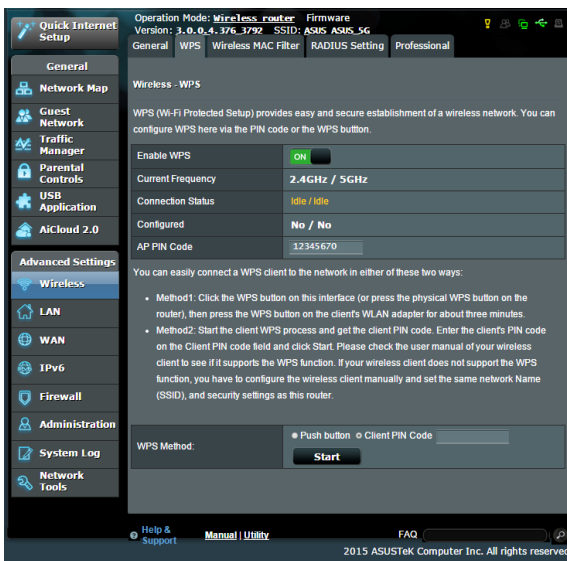 Operation Mode: Wireless router Firmware
Version: 3.0.0.4.376_3792 SSID: ASUS ASUS_5G
Quick Internet
Setup
General WPS Wireless MAC Filter RADIUS Setting Professional
General
Network Map
Guest
Network
Traffic
Manager
Parental
Controls
USB
Application
AiCloud 2.0
Advanced Settings
Wireless
LAN
WAN
IPv6
Firewall
Administration
System Log
Network
Tools
Wireless - WPS
WPS (Wi-Fi Protected Setup) provides easy and secure establishment of a wireless network. You can
configure WPS here via the PIN code or the WPS buttton.
Enable WPS ON
Current Frequency 2.4GHz / 5GHz
Connection Status Idle / Idle
Configured No / No
AP PIN Code 12345670
You can easily connect a WPS client to the network in either of these two ways:
• Method1: Click the WPS button on this interface (or press the physical WPS button on the
router), then press the WPS button on the client's WLAN adapter for about three minutes.
• Method2: Start the client WPS process and get the client PIN code. Enter the client's PIN code
on the Client PIN code field and click Start. Please check the user manual of your wireless
client to see if it supports the WPS function. If your wireless client does not support the WPS
function, you have to configure the wireless client manually and set the same network Name
(SSID), and security settings as this router.
WPS Method: Push button Client PIN Code
Start
Help &
Support
Manual | Utility FAQ
2015 ASUSTeK Computer Inc. All rights reserved